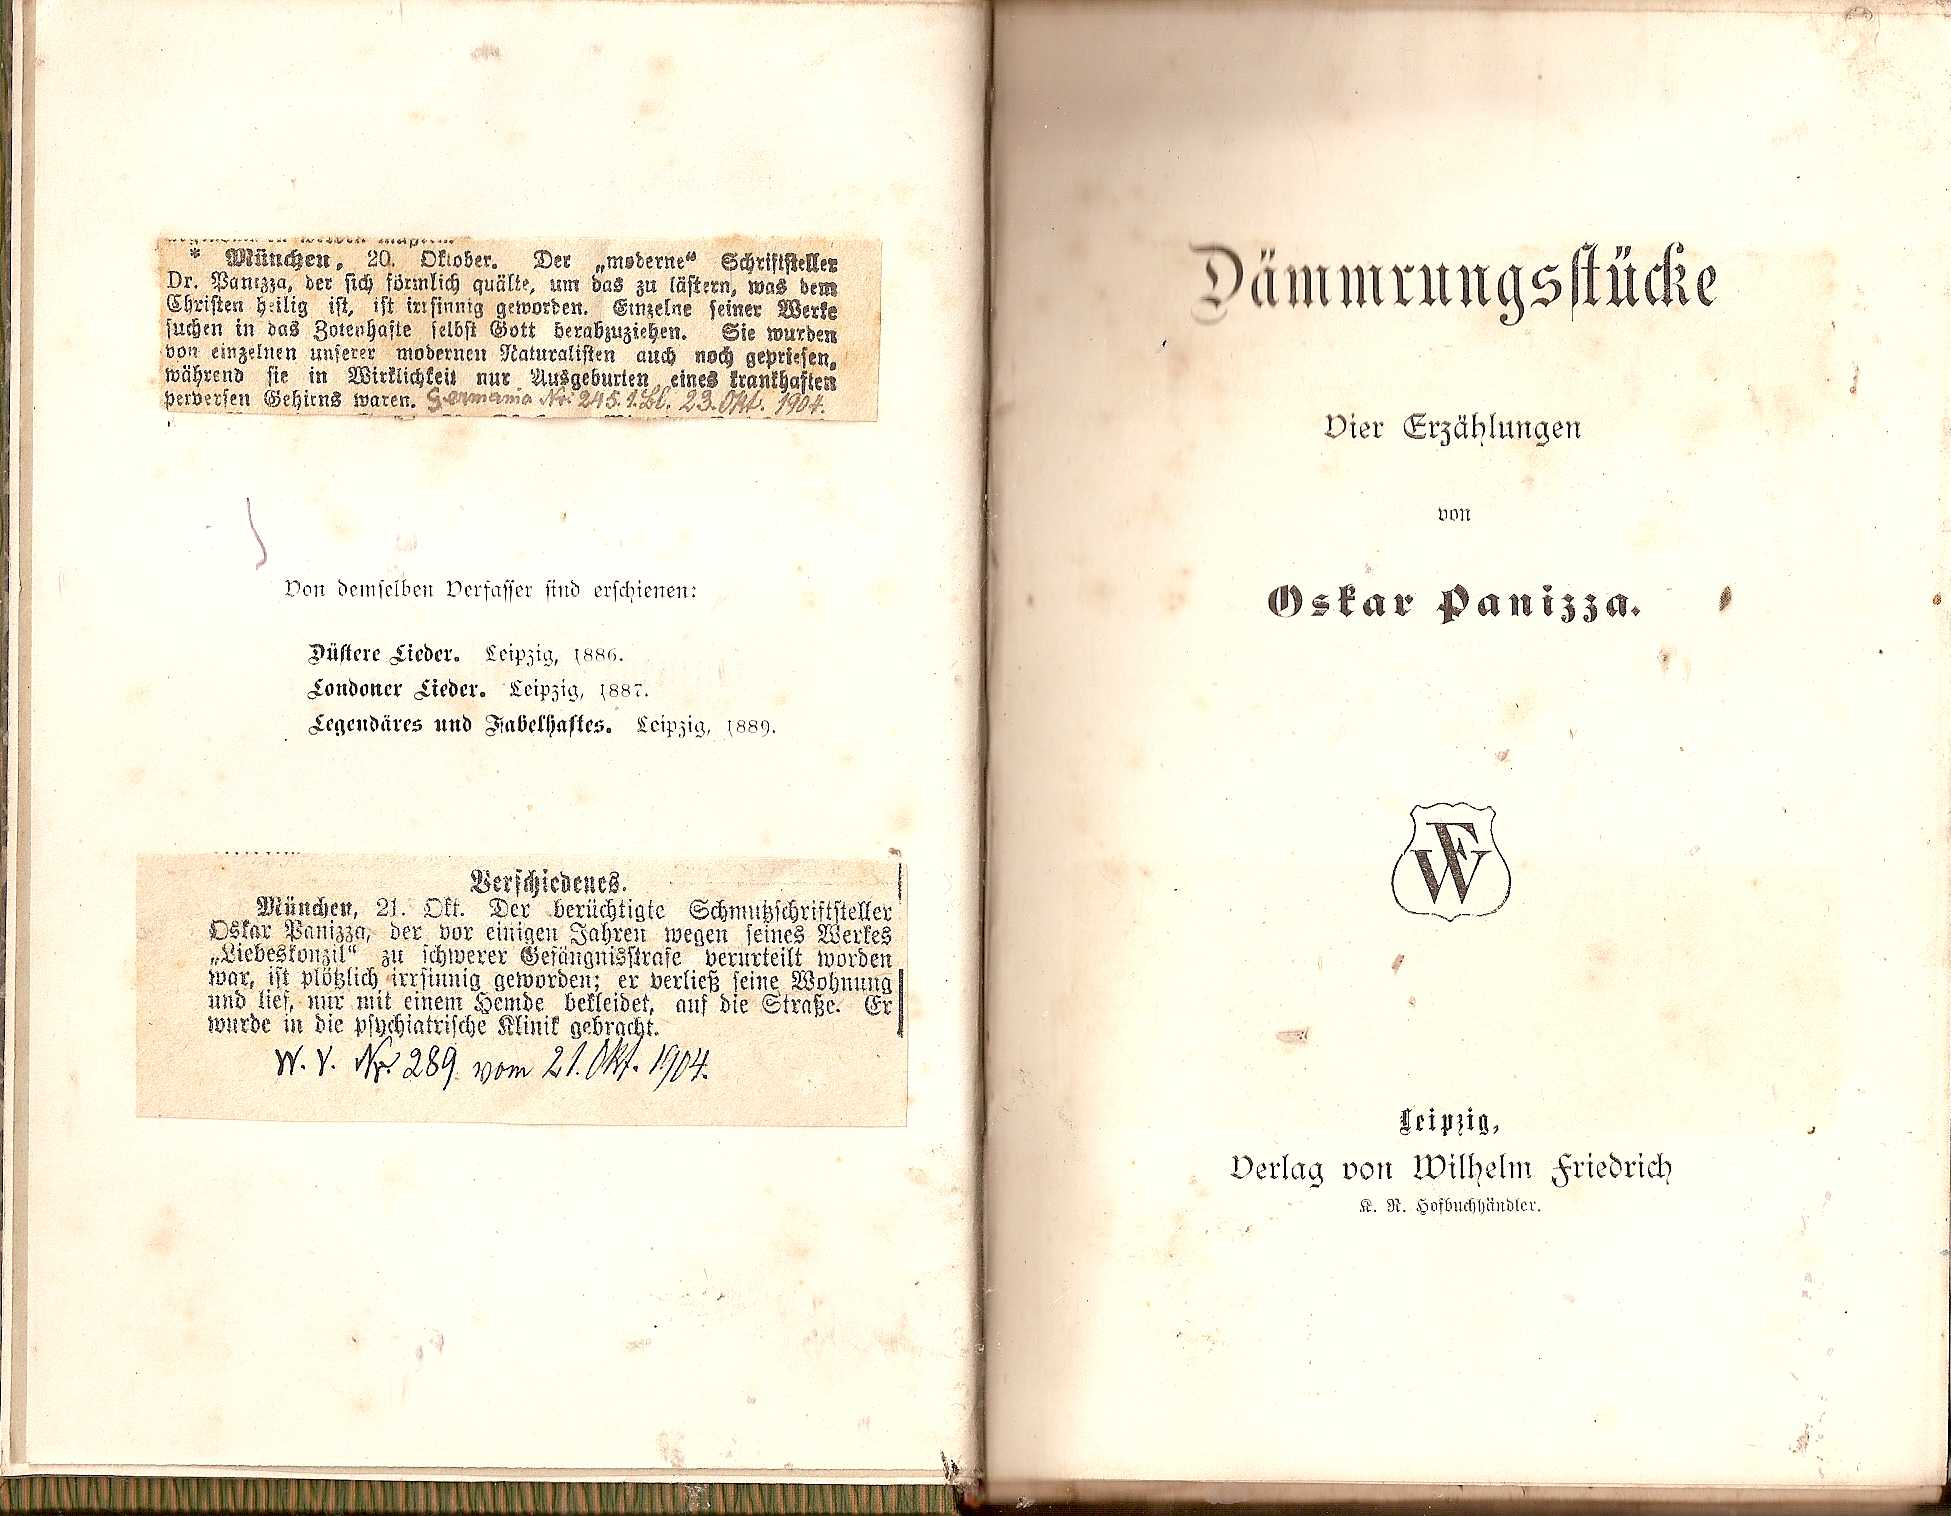 * München, 20. Oktober. Der „moderne“ Schriftsteller
Dr. Panizza, der sich förmlich quälte, um das zu lästern, was dem
Christen heilig ist, ist irrsinnig geworden. Einzelne seiner Werke
suchen in das Zotenhafte selbst Gott herabzuziehen. Sie wurden
von einzelnen unserer modernen Naturalisten auch noch gepriesen,
während sie in Wirklichkeit nur Ausgeburten eines krankhaften
perversen Gehirns waren. Germania Nr. 245. 1. Bl. 23. Okt. 1904.
Von demselben Verfasser sind erschienen:
Düstere Lieder. Leipzig, 1886.
Londoner Lieder. Leipzig, 1887.
Legendäres und Fabelhaftes. Leipzig, 1889.
Verschiedenes.
München, 21. Okt. Der berüchtigte Schmutzschriftsteller
Oskar Panizza, der vor einigen Jahren wegen seines Werkes
„Liebeskonzil“ zu schwerer Gefängnisstrafe verurteilt worden
war, ist plötzlich irrsinnig geworden; er verließ seine Wohnung
und lief, nur mit einem Hemde bekleidet, auf die Straße. Er
wurde in die psychiatrische Klinik gebracht.
W. V. Nr. 289 vom 21. Okt. 1904.
Dämmrungsstücke
Vier Erzählungen
von
Oskar Panizza.
WF
Leipzig,
Verlag von Wilhelm Friedrich
K. R. Hofbuchhändler.